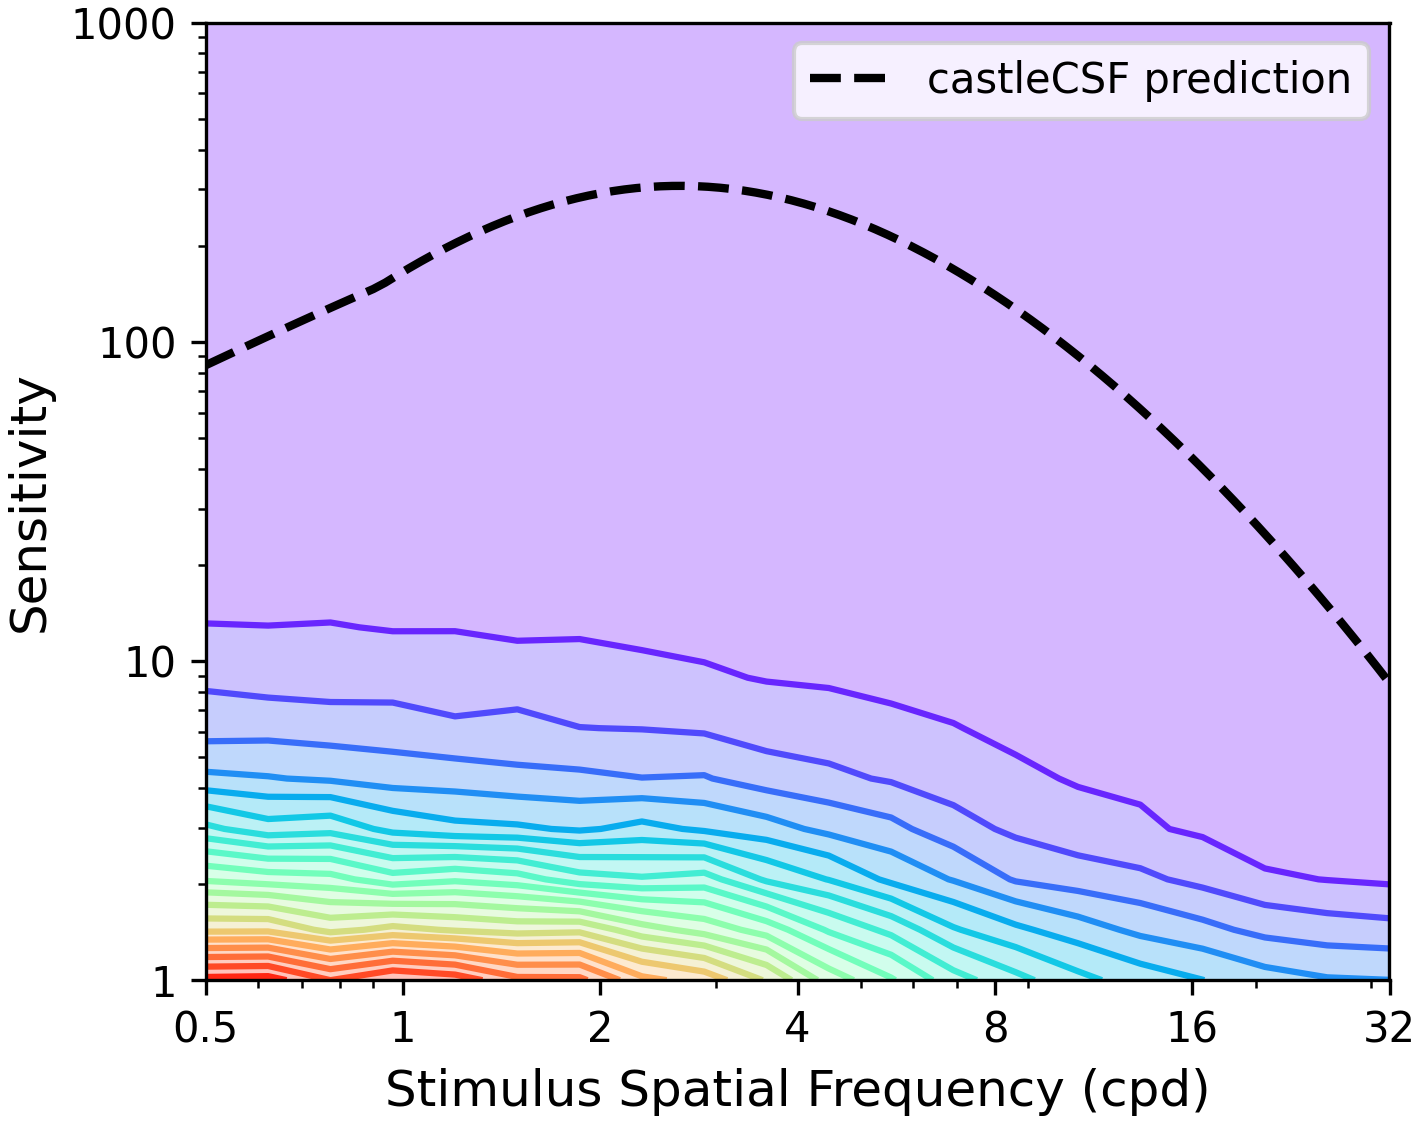 1000
castleCSF prediction
100
Sensitivity
10
1
0.5 1 2 4 8 16 32
Stimulus Spatial Frequency (cpd)